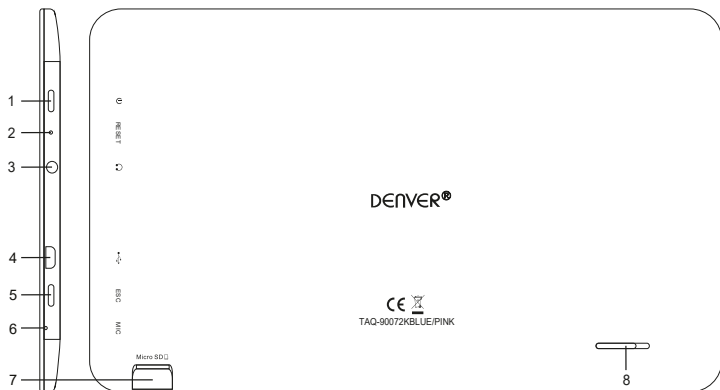 1
2
RESET
3
DENVER®
4
5
ESC
CE
TAQ-90072KBLUE/PINK
6
MIC
Micro SD
7
8